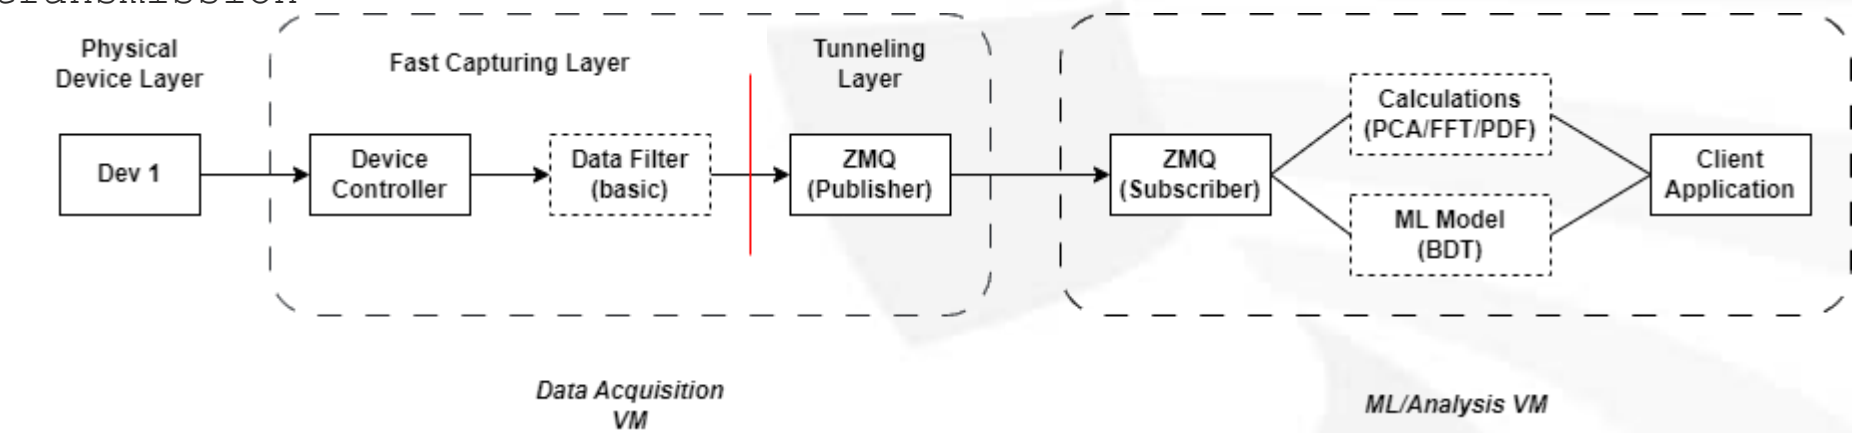 Physical
Device Layer
Fast Capturing Layer
Tunneling
Layer
Dev 1
Device
Controller
Data Filter
(basic)
ZMQ
(Publisher)
ZMQ
(Subscriber)
Calculations
(PCA/FFT/PDF)
ML Model
(BDT)
Client
Application
Data Acquisition
VM
ML/Analysis VM